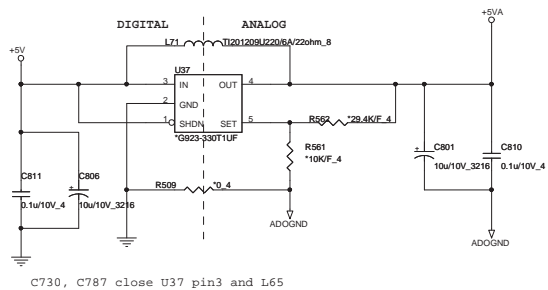 DIGITAL
ANALOG
+5V
+5VA
L71
TI201209U220/6A/22ohm_8
U37
3
IN
OUT
4
2
GND
1
SHDN
SET
5
*G923-330T1UF
R562
*29.4K/F_4
R561
*10K/F_4
C801
10u/10V_3216
C810
0.1u/10V_4
C811
0.1u/10V_4
C806
10u/10V_3216
R509
*0_4
ADOGND
ADOGND
C730, C787 close U37 pin3 and L65